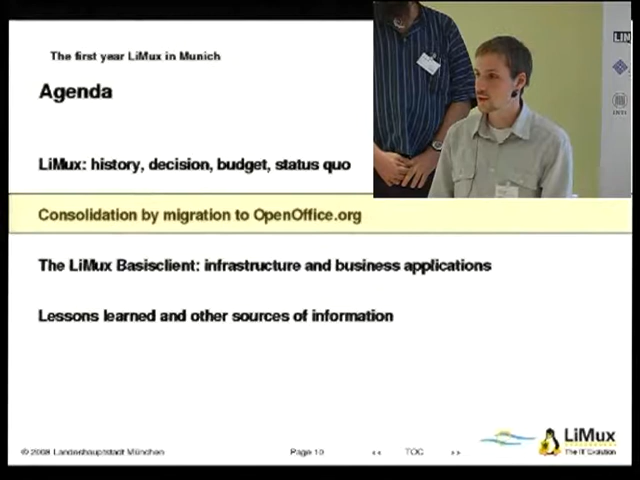 The first year LiMux in Munich
Agenda
LiMux: history, decision, budget, status quo
Consolidation by migration to OpenOffice.org
The LiMux Basisclient: infrastructure and business applications
Lessons learned and other sources of information
© 2008 Landeshauptstadt München
Page 10
‹‹ TOC ››
LiMux
The IT Evolution
LIN